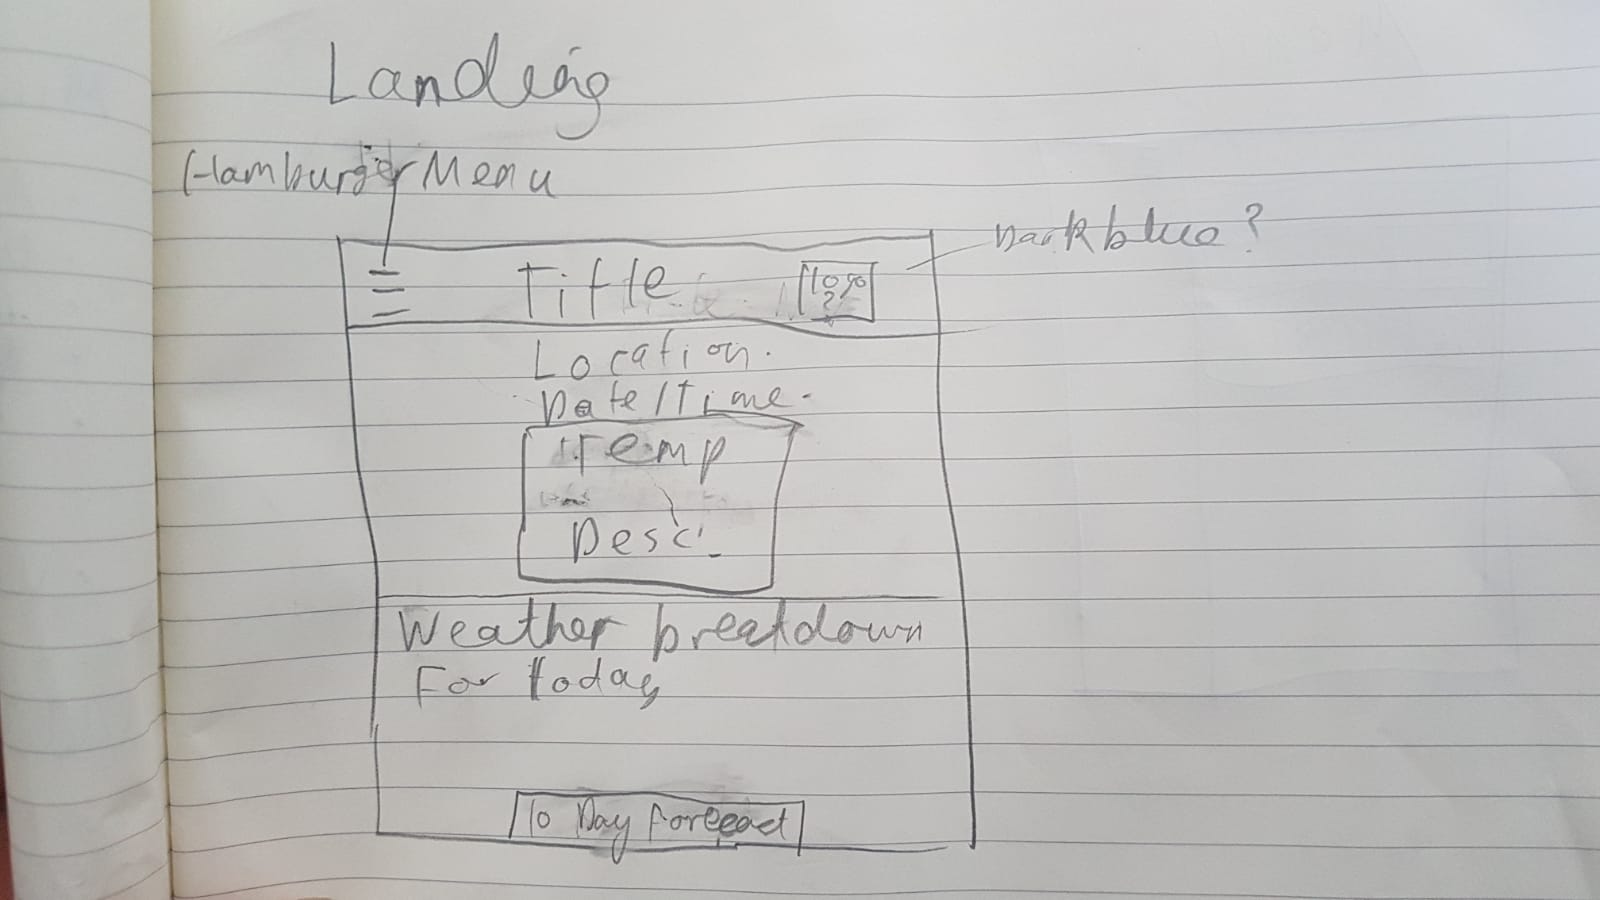 Landing
Hamburger Menu
Dark blue?
Title
logo
?
Location.
Date/Time.
Temp
Desc.
Weather breakdown
For today
10 Day Forecast